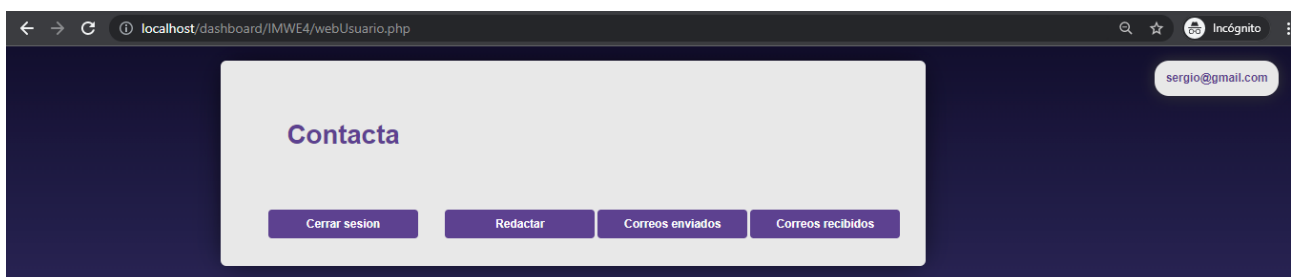 localhost/dashboard/IMWE4/webUsuario.php
Incógnito
sergio@gmail.com
Contacta
Cerrar sesion
Redactar
Correos enviados
Correos recibidos